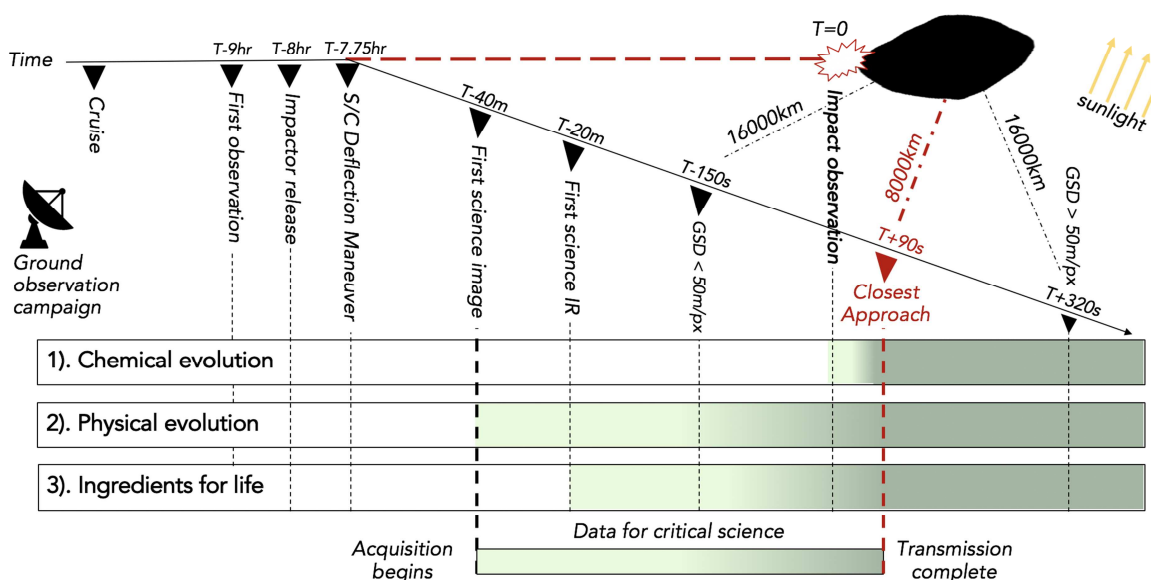 T=0
T-9hr
T-8hr
T-7.75hr
Time
Cruise
First observation
Impactor release
S/C Deflection Maneuver
T-40m
First science image
T-20m
First science IR
T-150s
GSD < 50m/px
16000km
Impact observation
8000km
T+90s
Closest
Approach
16000km
GSD > 50m/px
T+320s
sunlight
Ground
observation
campaign
1). Chemical evolution
2). Physical evolution
3). Ingredients for life
Data for critical science
Acquisition
begins
Transmission
complete